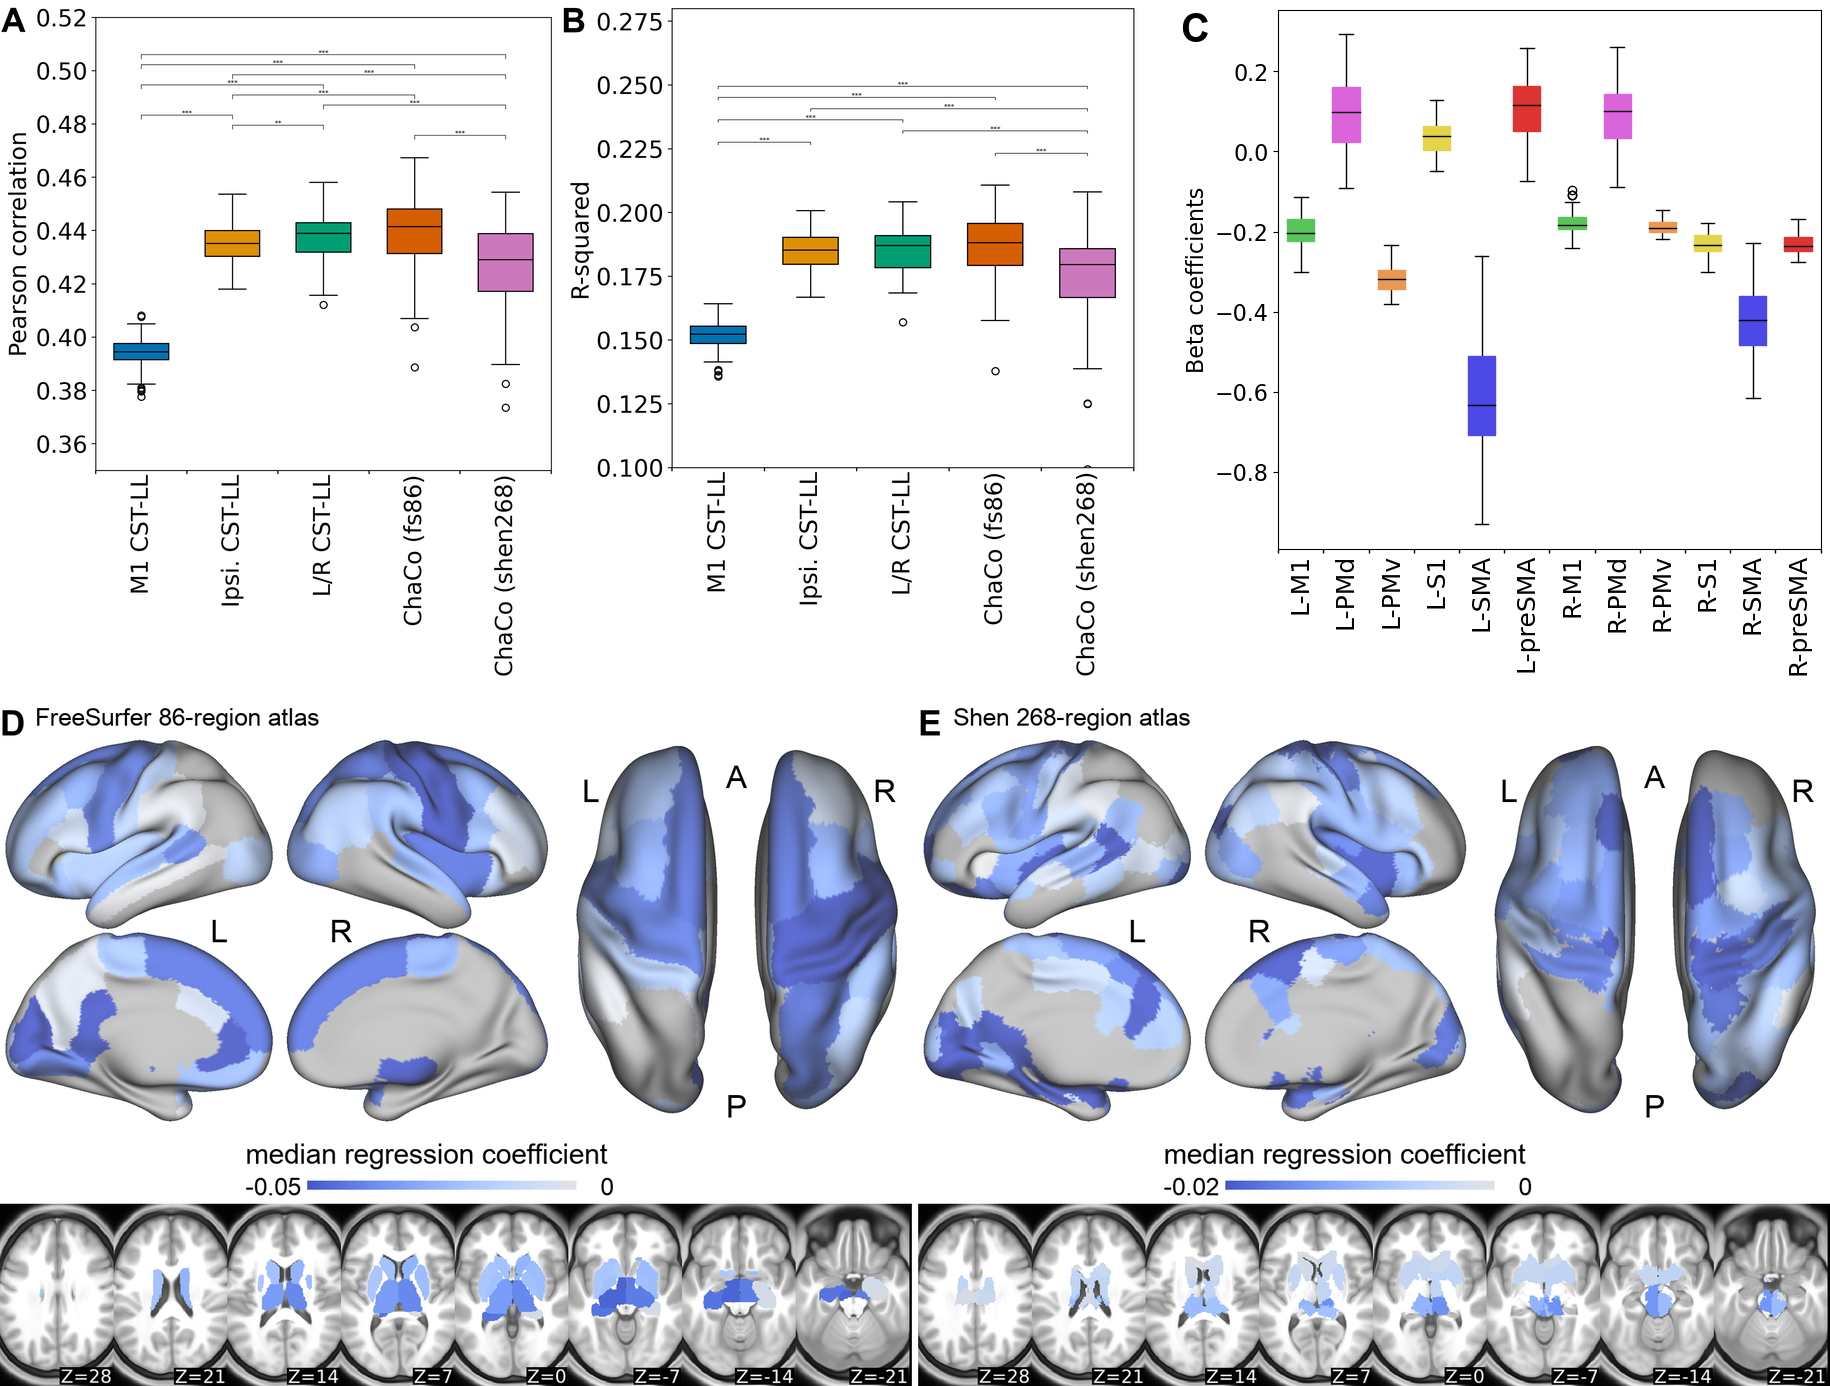 A
0.52
0.50
0.48
0.46
0.44
0.42
0.40
0.38
0.36
Pearson correlation
***
***
***
***
***
***
***
**
***
M1 CST-LL
Ipsi. CST-LL
L/R CST-LL
ChaCo (fs86)
ChaCo (shen268)
B
0.275
0.250
0.225
0.200
0.175
0.150
0.125
0.100
R-squared
***
***
***
***
***
***
***
M1 CST-LL
Ipsi. CST-LL
L/R CST-LL
ChaCo (fs86)
ChaCo (shen268)
C
0.2
0.0
−0.2
−0.4
−0.6
−0.8
Beta coefficients
L-M1
L-PMd
L-PMv
L-S1
L-SMA
L-preSMA
R-M1
R-PMd
R-PMv
R-S1
R-SMA
R-preSMA
D FreeSurfer 86-region atlas
L A R
L R
P
median regression coefficient
-0.05 0
Z=28 Z=21 Z=14 Z=7 Z=0 Z=-7 Z=-14 Z=-21
E Shen 268-region atlas
L A R
L R
P
median regression coefficient
-0.02 0
Z=28 Z=21 Z=14 Z=7 Z=0 Z=-7 Z=-14 Z=-21